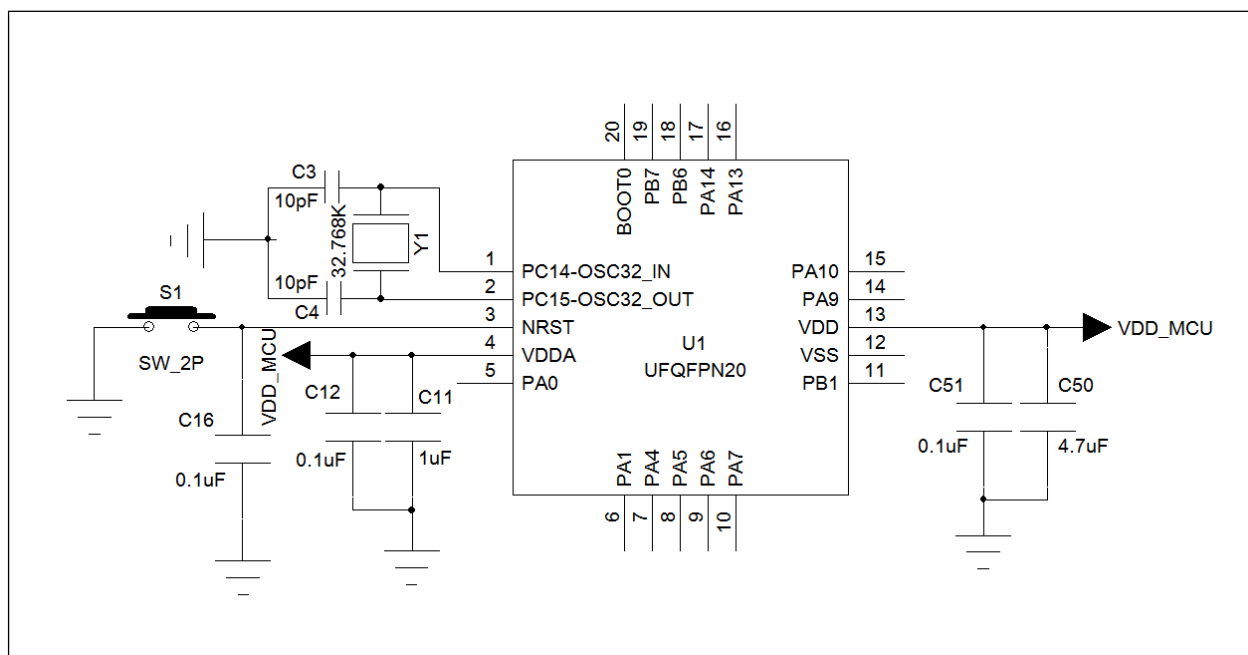 20
19
18
17
16
BOOT0
PB7
PB6
PA14
PA13
C3
10pF
32.768K
Y1
10pF
C4
S1
SW_2P
VDD_MCU
C16
0.1uF
C12
0.1uF
C11
1uF
1 PC14-OSC32_IN
2 PC15-OSC32_OUT
3 NRST
4 VDDA
5 PA0
U1
UFQFPN20
PA10 15
PA9 14
VDD 13
VSS 12
PB1 11
VDD_MCU
C51
0.1uF
C50
4.7uF
PA1
PA4
PA5
PA6
PA7
6
7
8
9
10